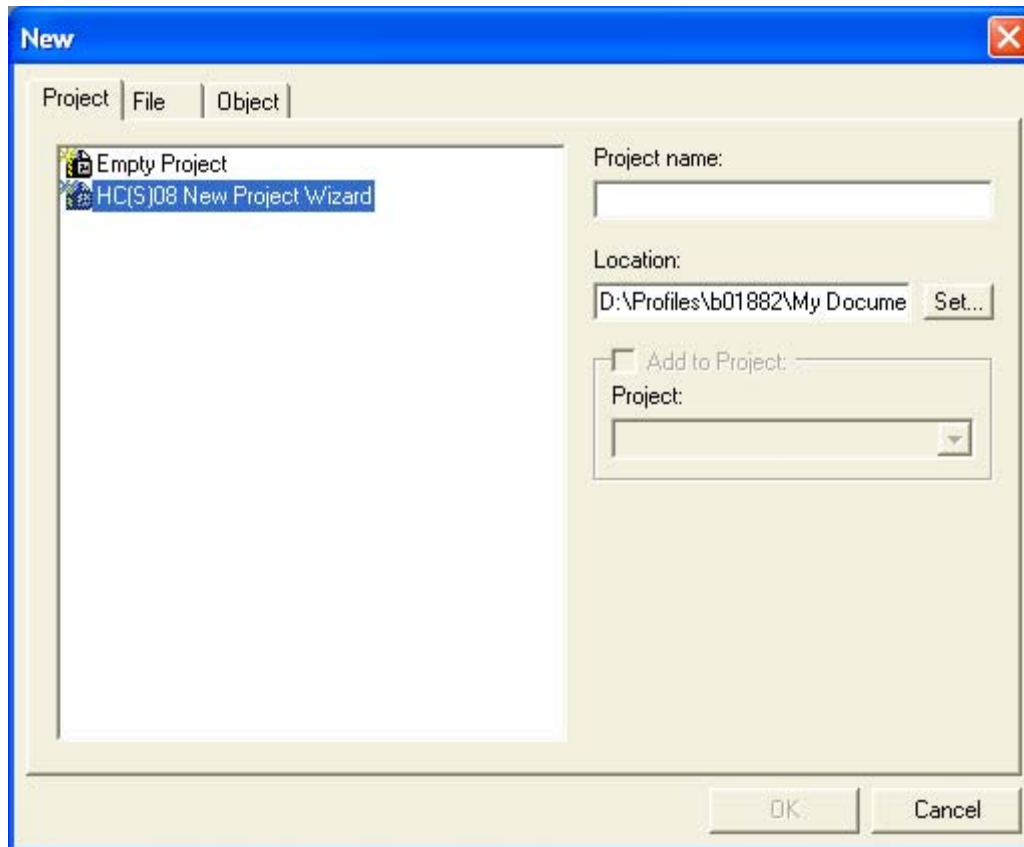 New
Project
File
Object
Empty Project
HC(S)08 New Project Wizard
Project name:
Location:
D:\Profiles\b01882\My Docume
Set...
Add to Project:
Project:
OK
Cancel